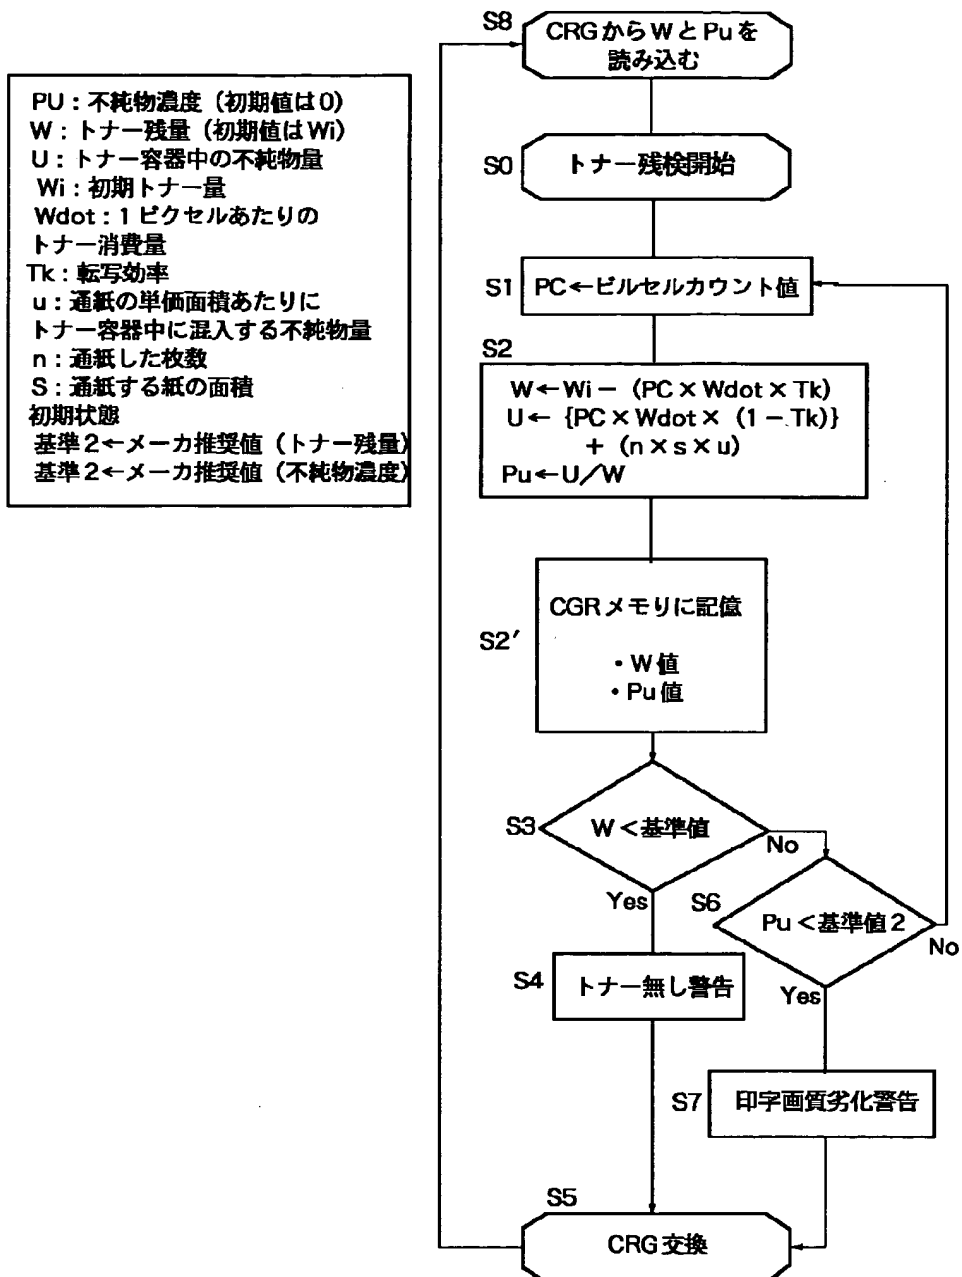 PU：不純物濃度（初期値は0）
W：トナー残量（初期値はWi）
U：トナー容器中の不純物量
Wi：初期トナー量
Wdot：1ピクセルあたりの
トナー消費量
Tk：転写効率
u：通紙の単価面積あたりに
トナー容器中に混入する不純物量
n：通紙した枚数
S：通紙する紙の面積
初期状態
基準2←メーカ推奨値（トナー残量）
基準2←メーカ推奨値（不純物濃度）
S8
CRGからWとPuを
読み込む
S0
トナー残検開始
S1
PC←ピルセルカウント値
S2
W←Wi－（PC×Wdot×Tk）
U←｛PC×Wdot×（1－Tk）｝
＋（n×s×u）
Pu←U／W
S2′
CGRメモリに記億
・W値
・Pu値
S3
W＜基準値
No
Yes
S6
Pu＜基準値2
No
Yes
S4
トナー無し警告
S7
印字画質劣化警告
S5
CRG交換